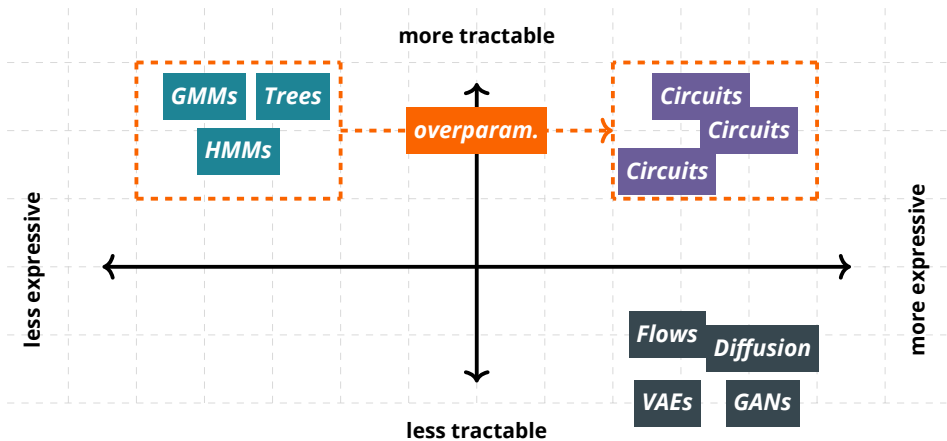 more tractable
GMMs
Trees
HMMs
overparam.
Circuits
Circuits
Circuits
less expressive
more expressive
Flows
Diffusion
VAEs
GANs
less tractable